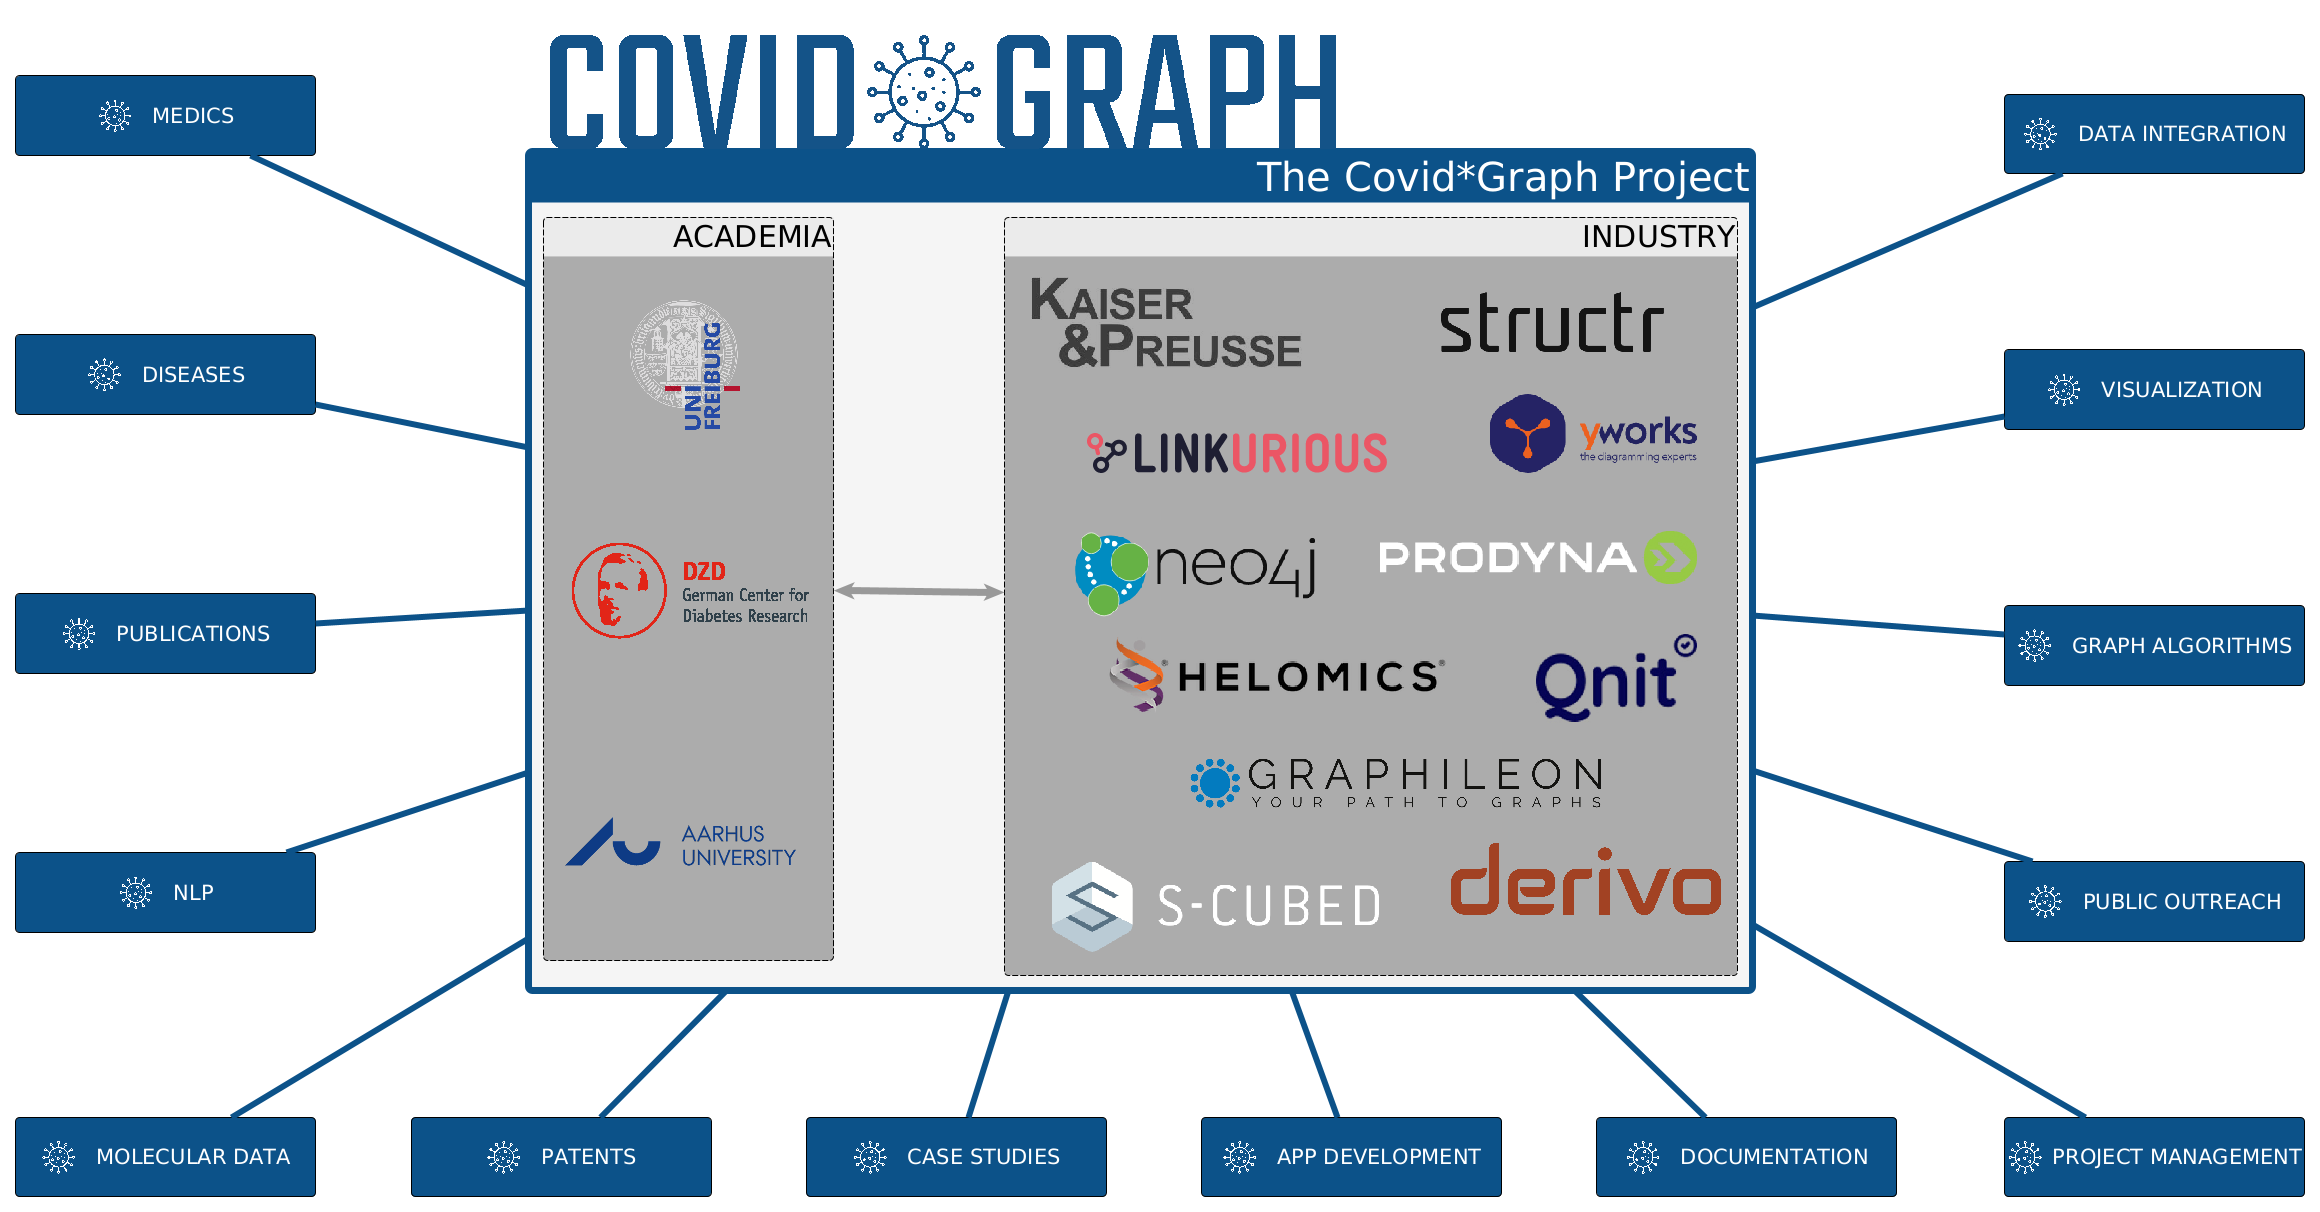 COVID GRAPH
The Covid*Graph Project
MEDICS
DISEASES
PUBLICATIONS
NLP
MOLECULAR DATA
ACADEMIA
UNI
FREIBURG
DZD
German Center for
Diabetes Research
AARHUS
UNIVERSITY
INDUSTRY
KAISER
&PREUSSE
structr
LINKURIOUS
yworks
the diagramming experts
neo4j
PRODYNA
HELOMICS®
Qnit
GRAPHILEON
YOUR PATH TO GRAPHS
S-CUBED
derivo
DATA INTEGRATION
VISUALIZATION
GRAPH ALGORITHMS
PUBLIC OUTREACH
PATENTS
CASE STUDIES
APP DEVELOPMENT
DOCUMENTATION
PROJECT MANAGEMENT